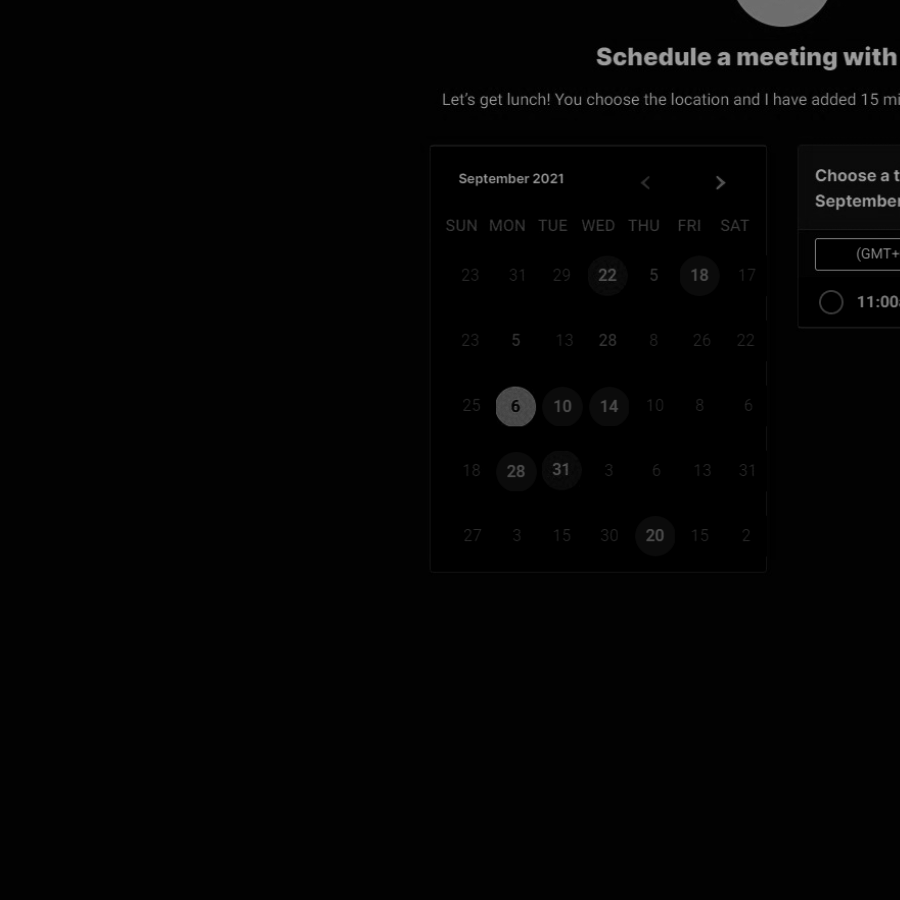 Schedule a meeting with
Let's get lunch! You choose the location and I have added 15 mi
September 2021
SUN MON TUE WED THU FRI SAT
23 31 29 22 5 18 17
23 5 13 28 8 26 22
25 6 10 14 10 8 6
18 28 31 3 6 13 31
27 3 15 30 20 15 2
Choose a t
September
(GMT+
11:00